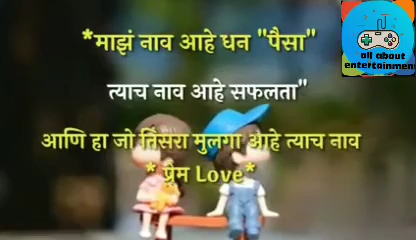 *माझं नाव आहे धन "पैसा"
त्याच नाव आहे सफलता"
आणि हा जो तिसरा मुलगा आहे त्याच नाव
* प्रेम Love*
all about
entertainment